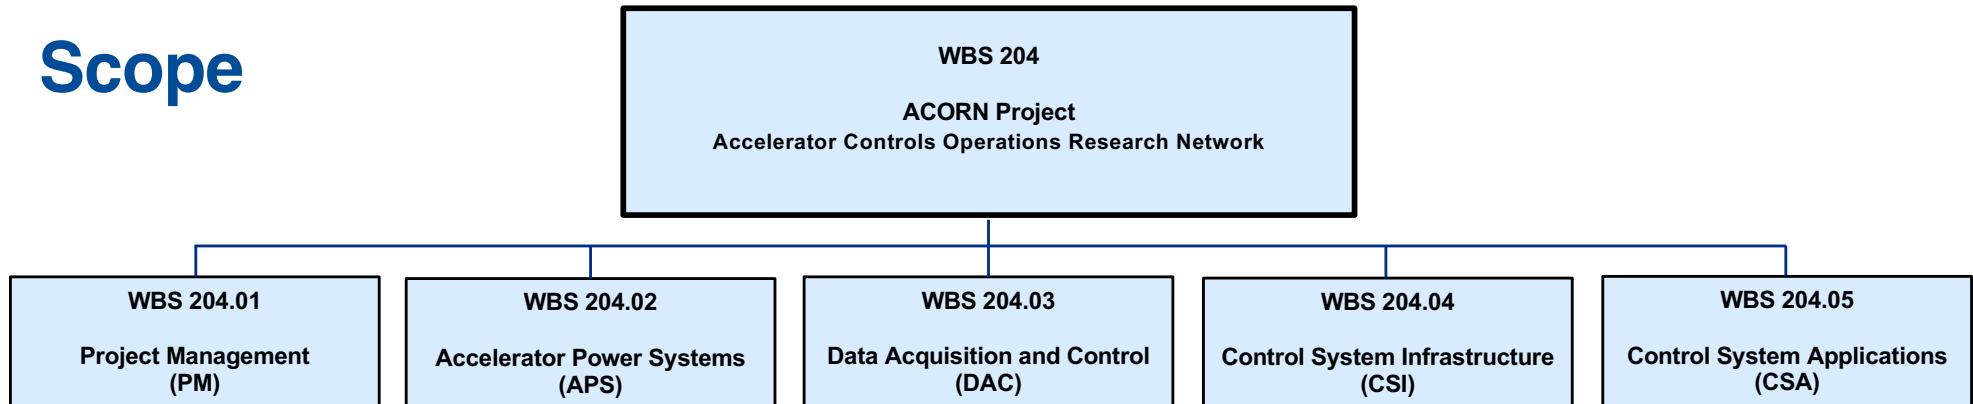 Scope
WBS 204
ACORN Project
Accelerator Controls Operations Research Network
WBS 204.01
Project Management
(PM)
WBS 204.02
Accelerator Power Systems
(APS)
WBS 204.03
Data Acquisition and Control
(DAC)
WBS 204.04
Control System Infrastructure
(CSI)
WBS 204.05
Control System Applications
(CSA)